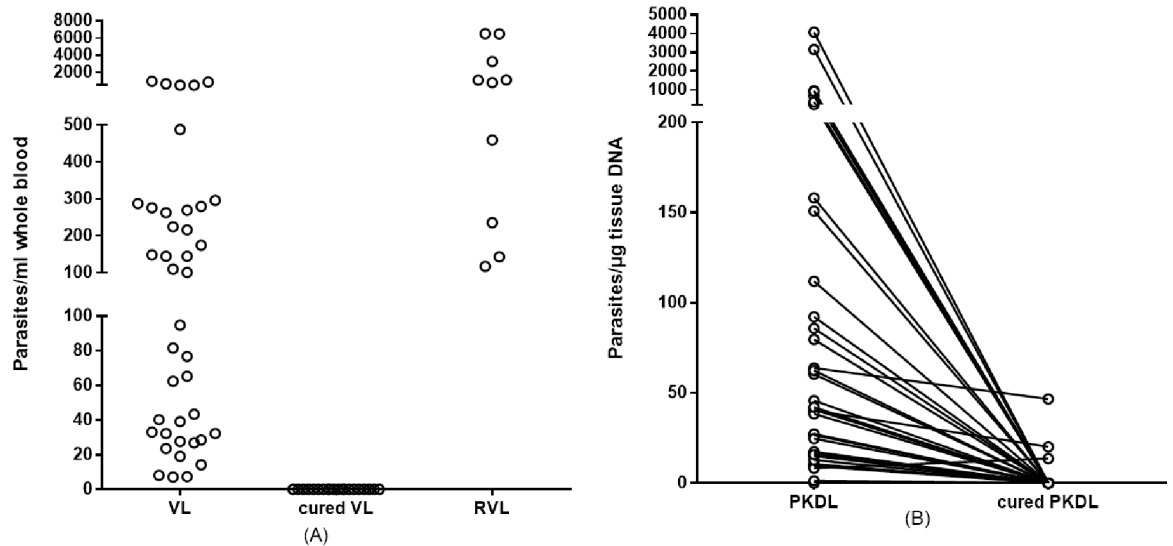 8000
6000
4000
2000
500
400
300
200
100
100
80
60
40
20
0
Parasites/ml whole blood
VL
cured VL
RVL
(A)
5000
4000
3000
2000
1000
200
150
100
50
0
Parasites/μg tissue DNA
PKDL
cured PKDL
(B)